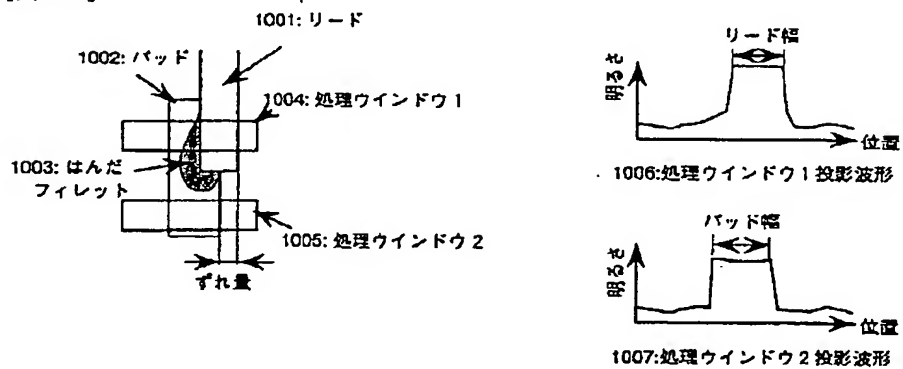 1001: リード
1002: パッド
1004: 処理ウインドウ1
1003: はんだ
フィレット
1005: 処理ウインドウ2
ずれ量
リード幅
明るさ
位置
1006:処理ウインドウ1投影波形
パッド幅
明るさ
位置
1007:処理ウインドウ2投影波形